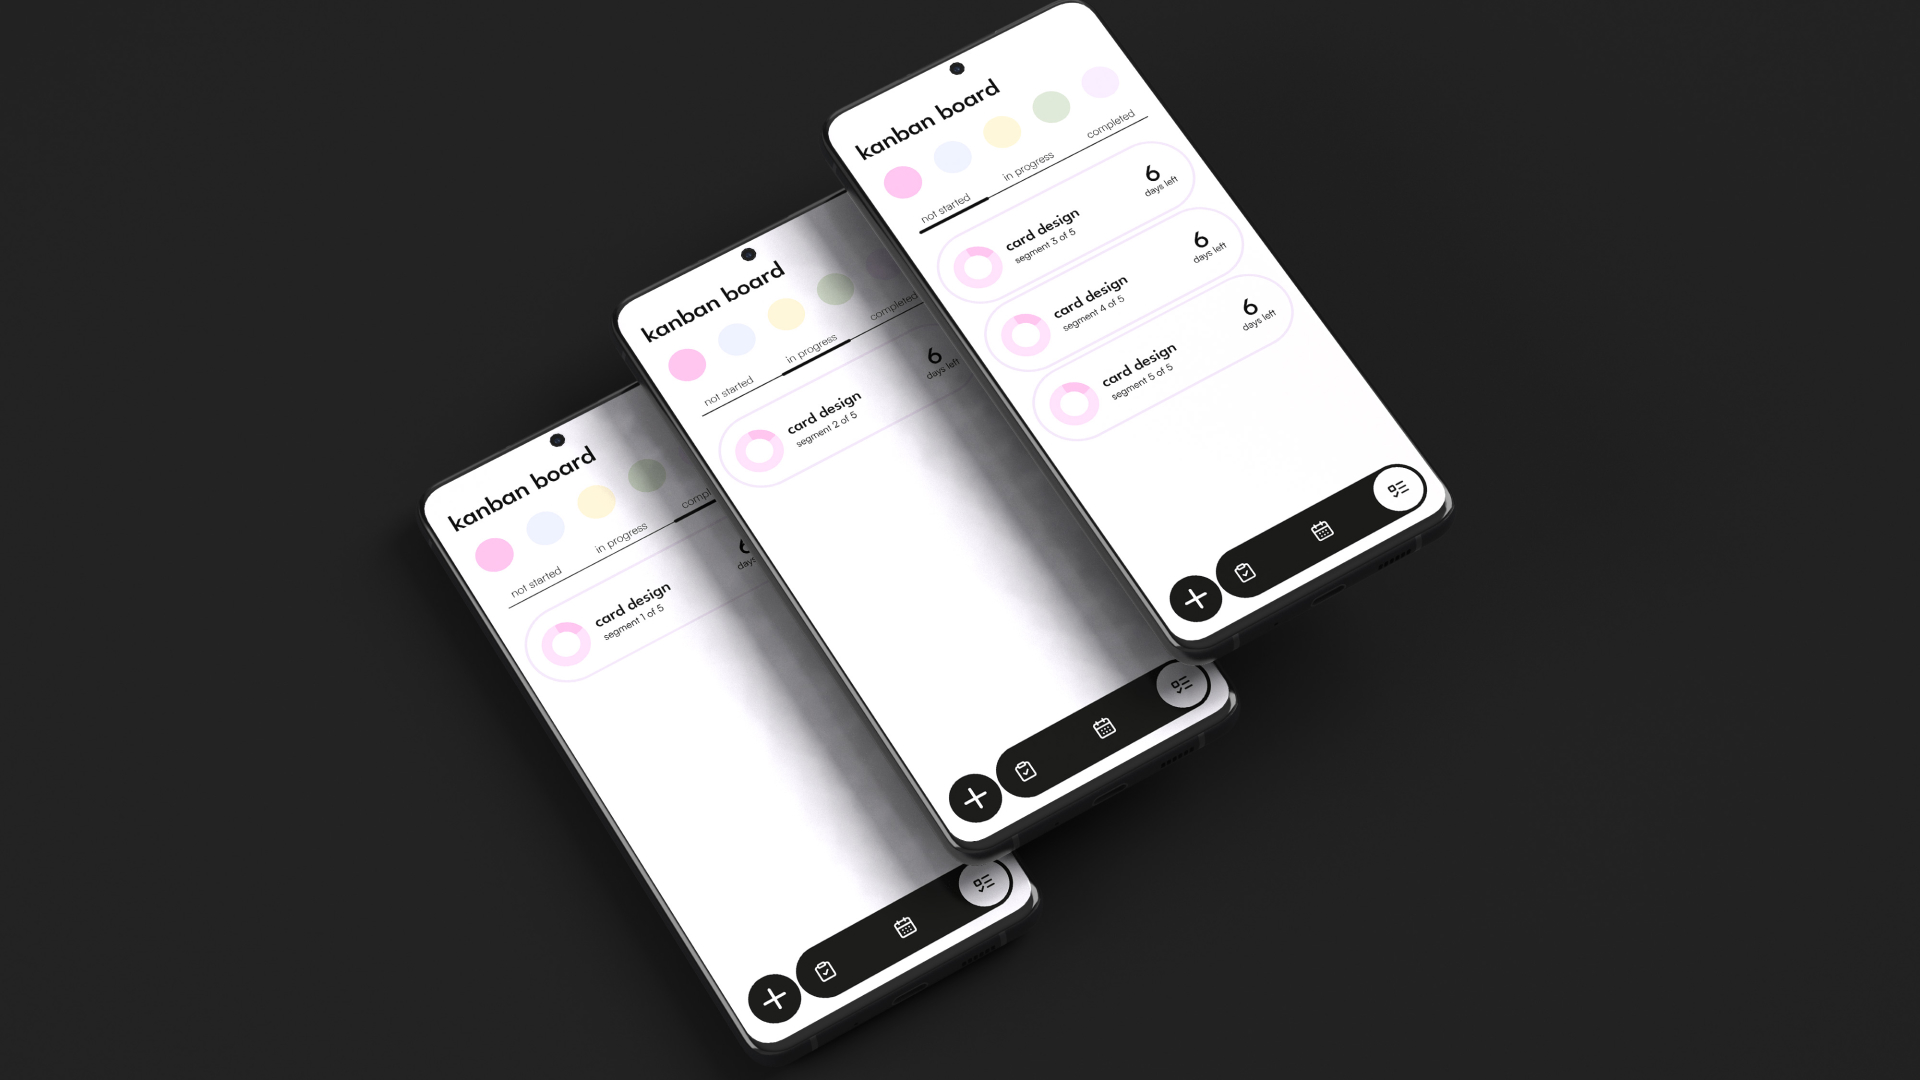 kanban board
not started
in progress
completed
card design
segment 3 of 5
6
days left
card design
segment 4 of 5
6
days left
card design
segment 5 of 5
6
days left
kanban board
not started
in progress
completed
card design
segment 2 of 5
6
days left
kanban board
not started
in progress
compl
card design
segment 1 of 5
6
days